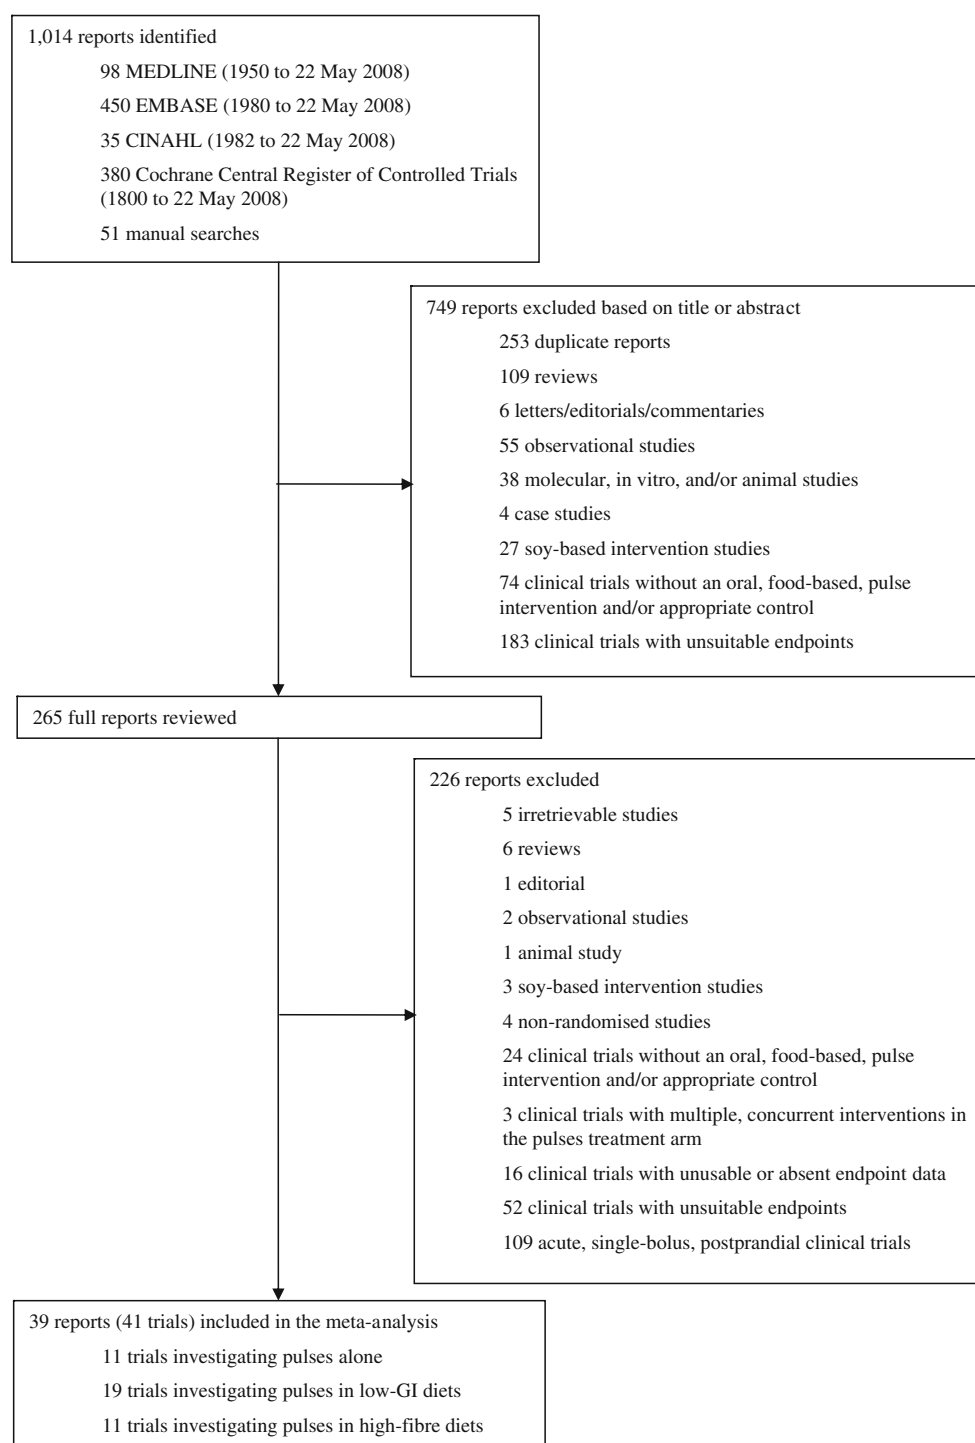 1,014 reports identified
98 MEDLINE (1950 to 22 May 2008)
450 EMBASE (1980 to 22 May 2008)
35 CINAHL (1982 to 22 May 2008)
380 Cochrane Central Register of Controlled Trials
(1800 to 22 May 2008)
51 manual searches
749 reports excluded based on title or abstract
253 duplicate reports
109 reviews
6 letters/editorials/commentaries
55 observational studies
38 molecular, in vitro, and/or animal studies
4 case studies
27 soy-based intervention studies
74 clinical trials without an oral, food-based, pulse
intervention and/or appropriate control
183 clinical trials with unsuitable endpoints
265 full reports reviewed
226 reports excluded
5 irretrievable studies
6 reviews
1 editorial
2 observational studies
1 animal study
3 soy-based intervention studies
4 non-randomised studies
24 clinical trials without an oral, food-based, pulse
intervention and/or appropriate control
3 clinical trials with multiple, concurrent interventions in
the pulses treatment arm
16 clinical trials with unusable or absent endpoint data
52 clinical trials with unsuitable endpoints
109 acute, single-bolus, postprandial clinical trials
39 reports (41 trials) included in the meta-analysis
11 trials investigating pulses alone
19 trials investigating pulses in low-GI diets
11 trials investigating pulses in high-fibre diets